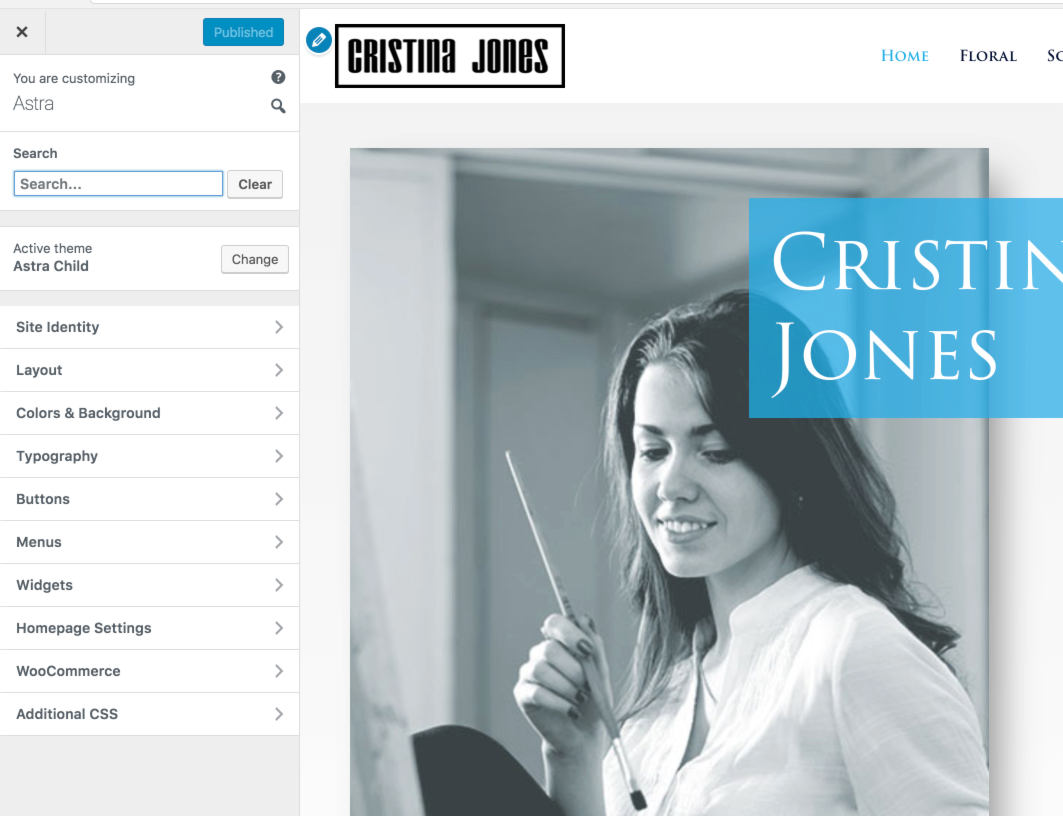 Published
You are customizing
Astra
Search
Search...
Clear
Active theme
Astra Child
Change
Site Identity
Layout
Colors & Background
Typography
Buttons
Menus
Widgets
Homepage Settings
WooCommerce
Additional CSS
CRISTINA JONES
HOME FLORAL
CRISTIN
JONES